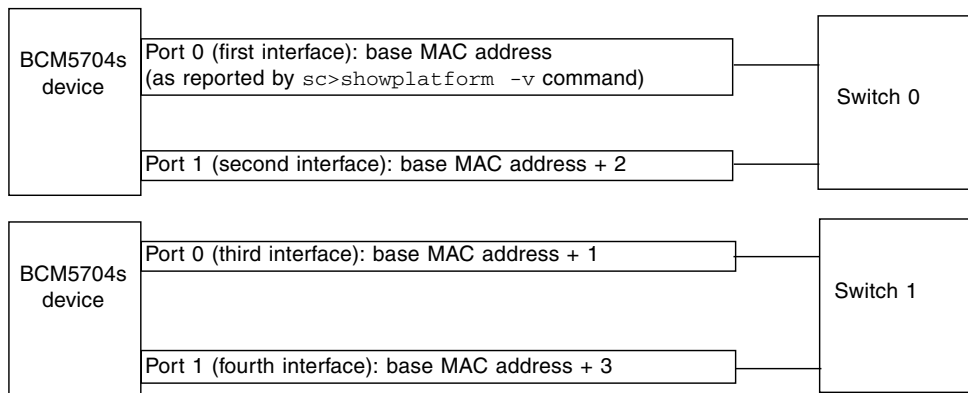 BCM5704s
device
Port 0 (first interface): base MAC address
(as reported by sc>showplatform -v command)
Port 1 (second interface): base MAC address + 2
Switch 0
BCM5704s
device
Port 0 (third interface): base MAC address + 1
Port 1 (fourth interface): base MAC address + 3
Switch 1